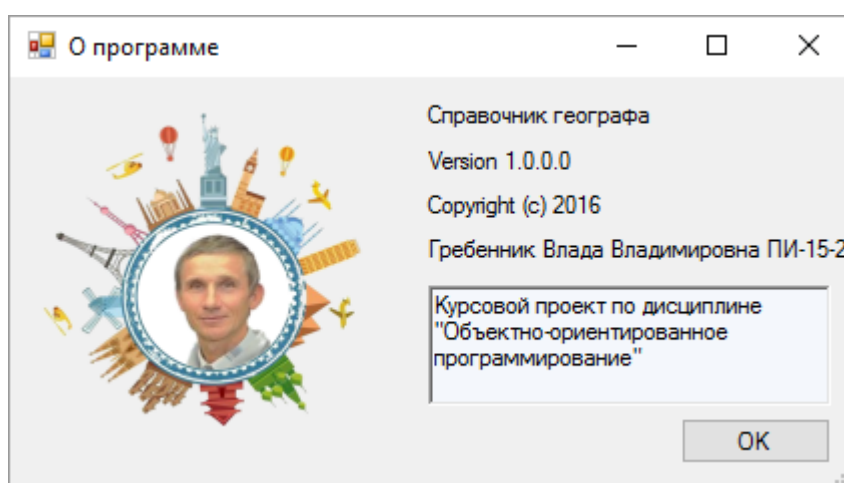 О программе
Справочник географа
Version 1.0.0.0
Copyright (c) 2016
Гребенник Влада Владимировна ПИ-15-2
Курсовой проект по дисциплине
"Объектно-ориентированное
программирование"
OK